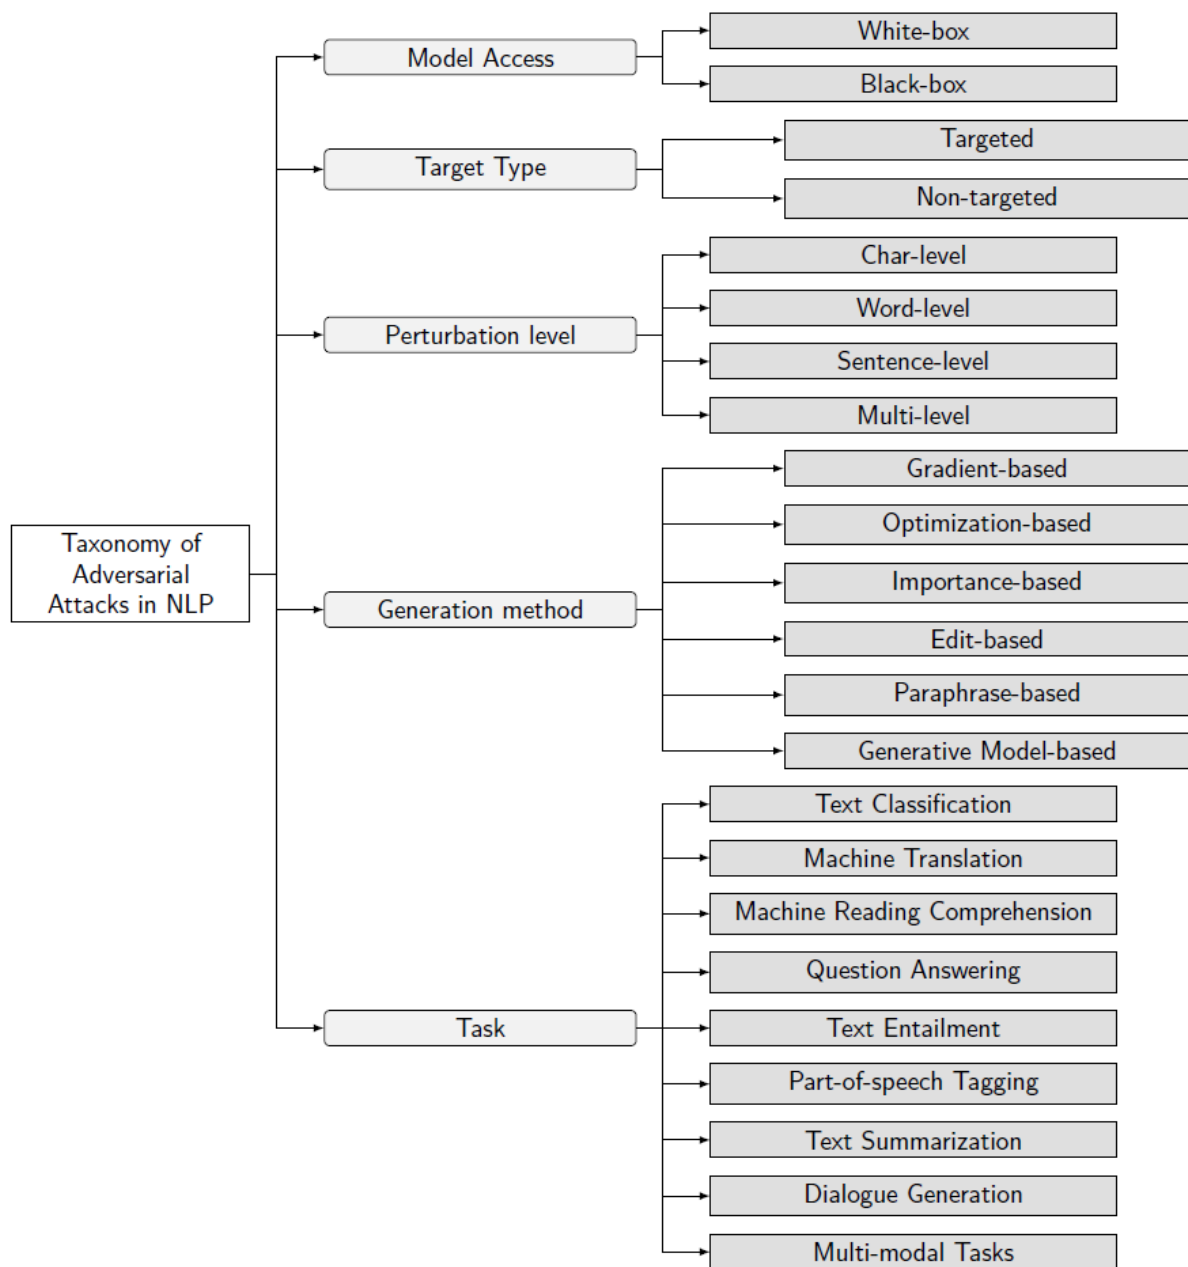 Taxonomy of
Adversarial
Attacks in NLP
Model Access
White-box
Black-box
Target Type
Targeted
Non-targeted
Perturbation level
Char-level
Word-level
Sentence-level
Multi-level
Generation method
Gradient-based
Optimization-based
Importance-based
Edit-based
Paraphrase-based
Generative Model-based
Task
Text Classification
Machine Translation
Machine Reading Comprehension
Question Answering
Text Entailment
Part-of-speech Tagging
Text Summarization
Dialogue Generation
Multi-modal Tasks